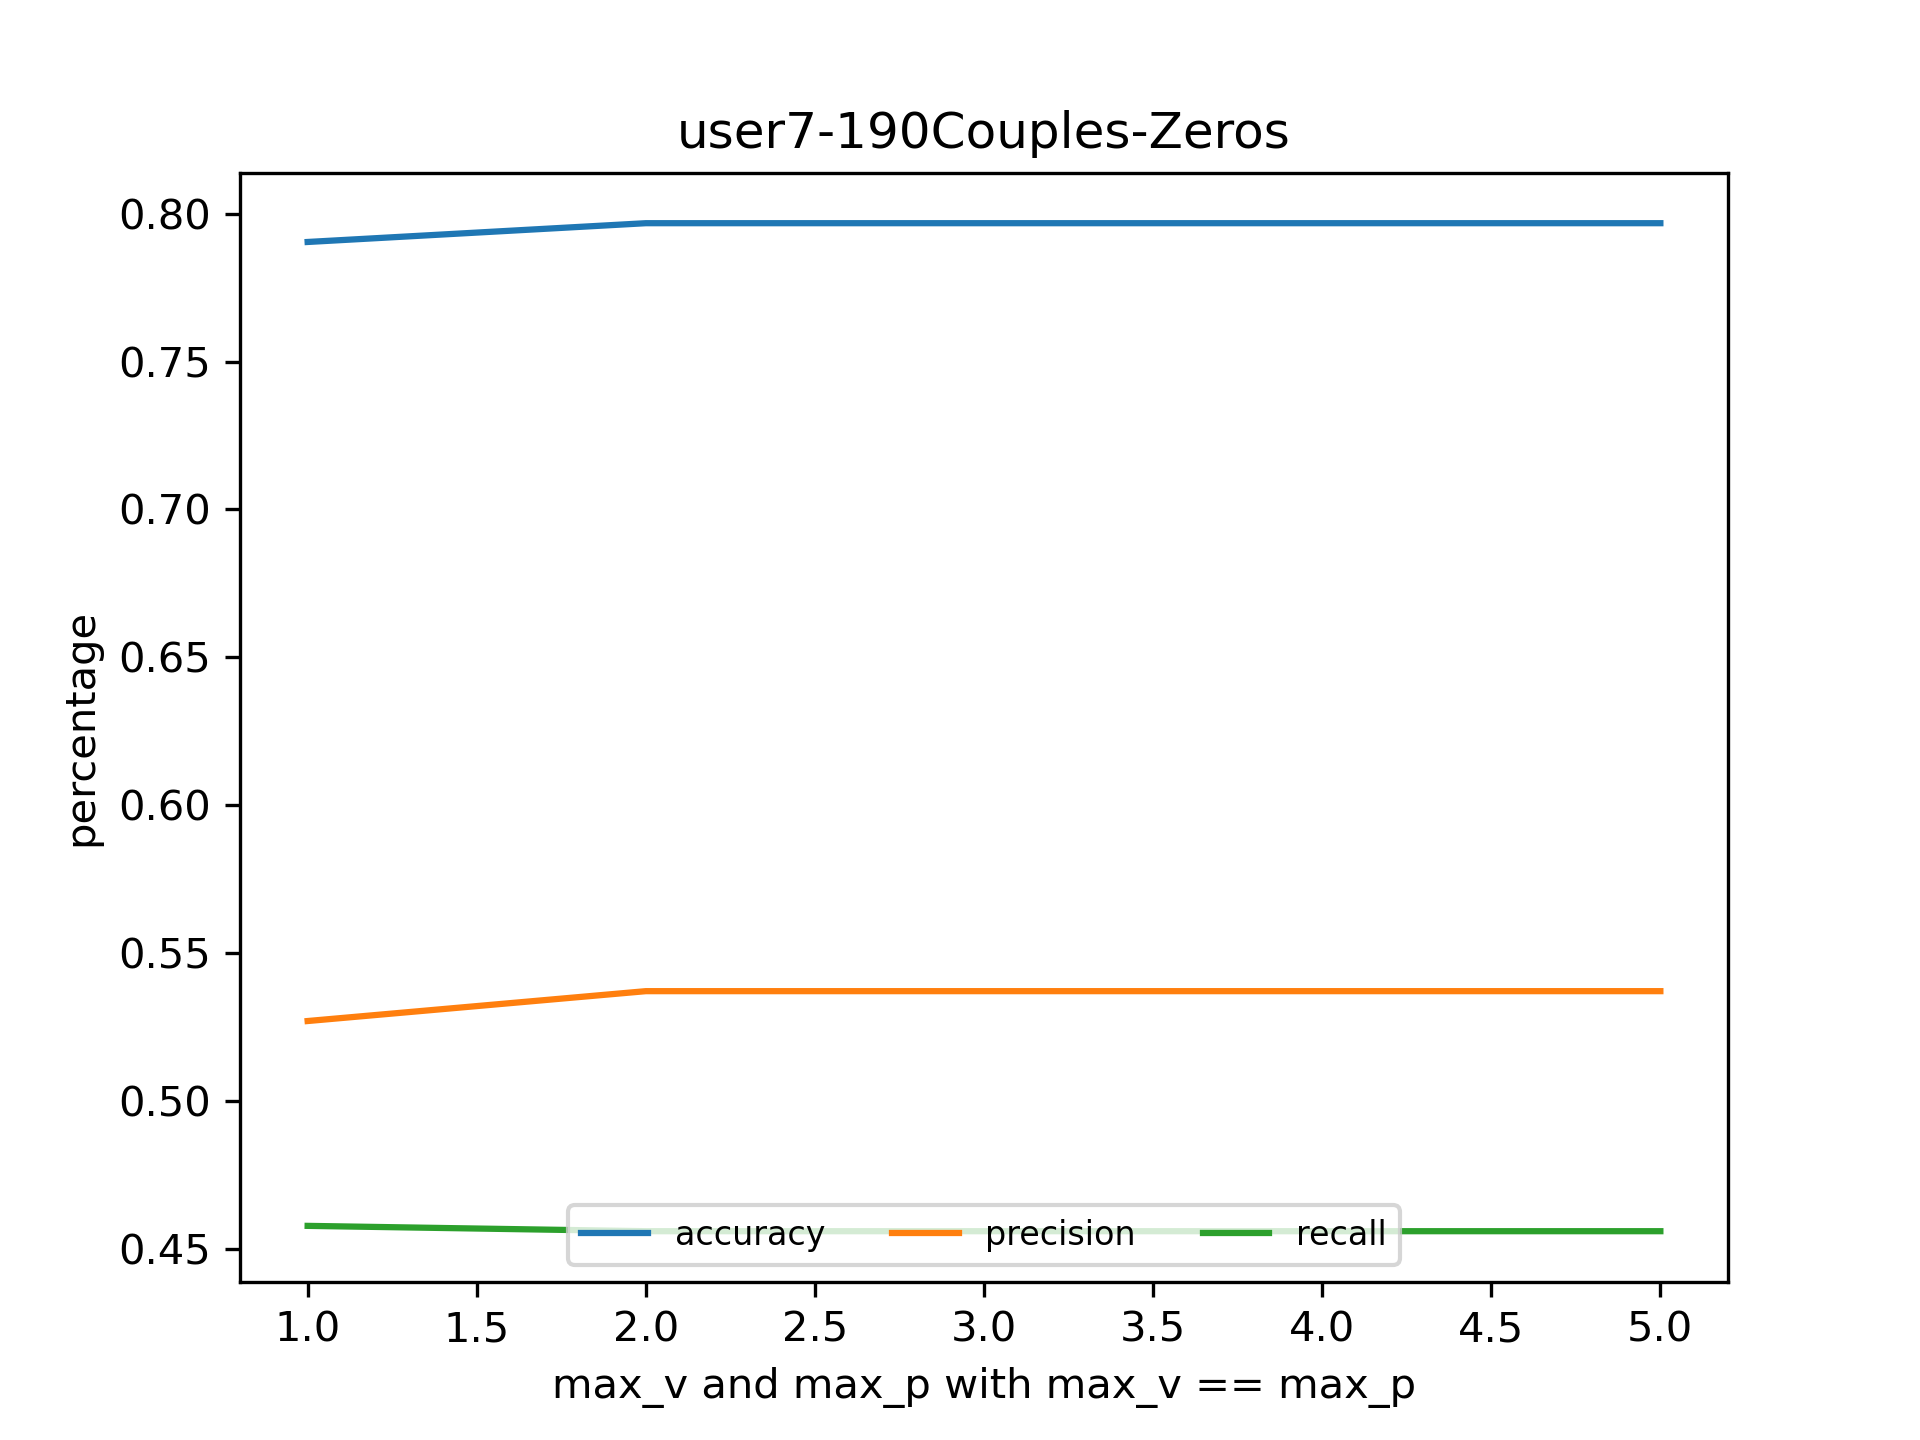 user7-190Couples-Zeros
percentage
0.80
0.75
0.70
0.65
0.60
0.55
0.50
0.45
accuracy precision recall
1.0 1.5 2.0 2.5 3.0 3.5 4.0 4.5 5.0
max_v and max_p with max_v == max_p